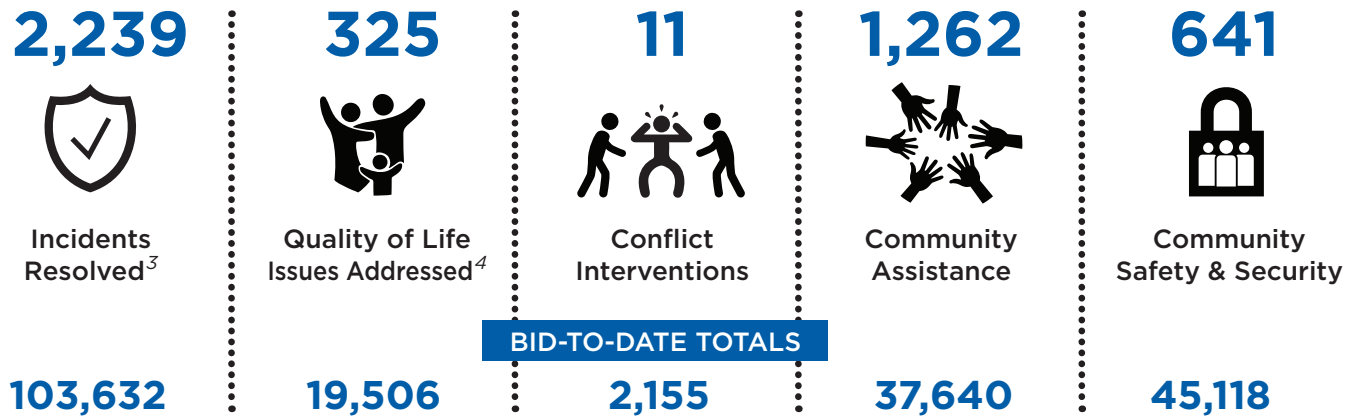 2,239
325
11
1,262
641
Incidents
Resolved3
Quality of Life
Issues Addressed4
Conflict
Interventions
Community
Assistance
Community
Safety & Security
BID-TO-DATE TOTALS
103,632
19,506
2,155
37,640
45,118